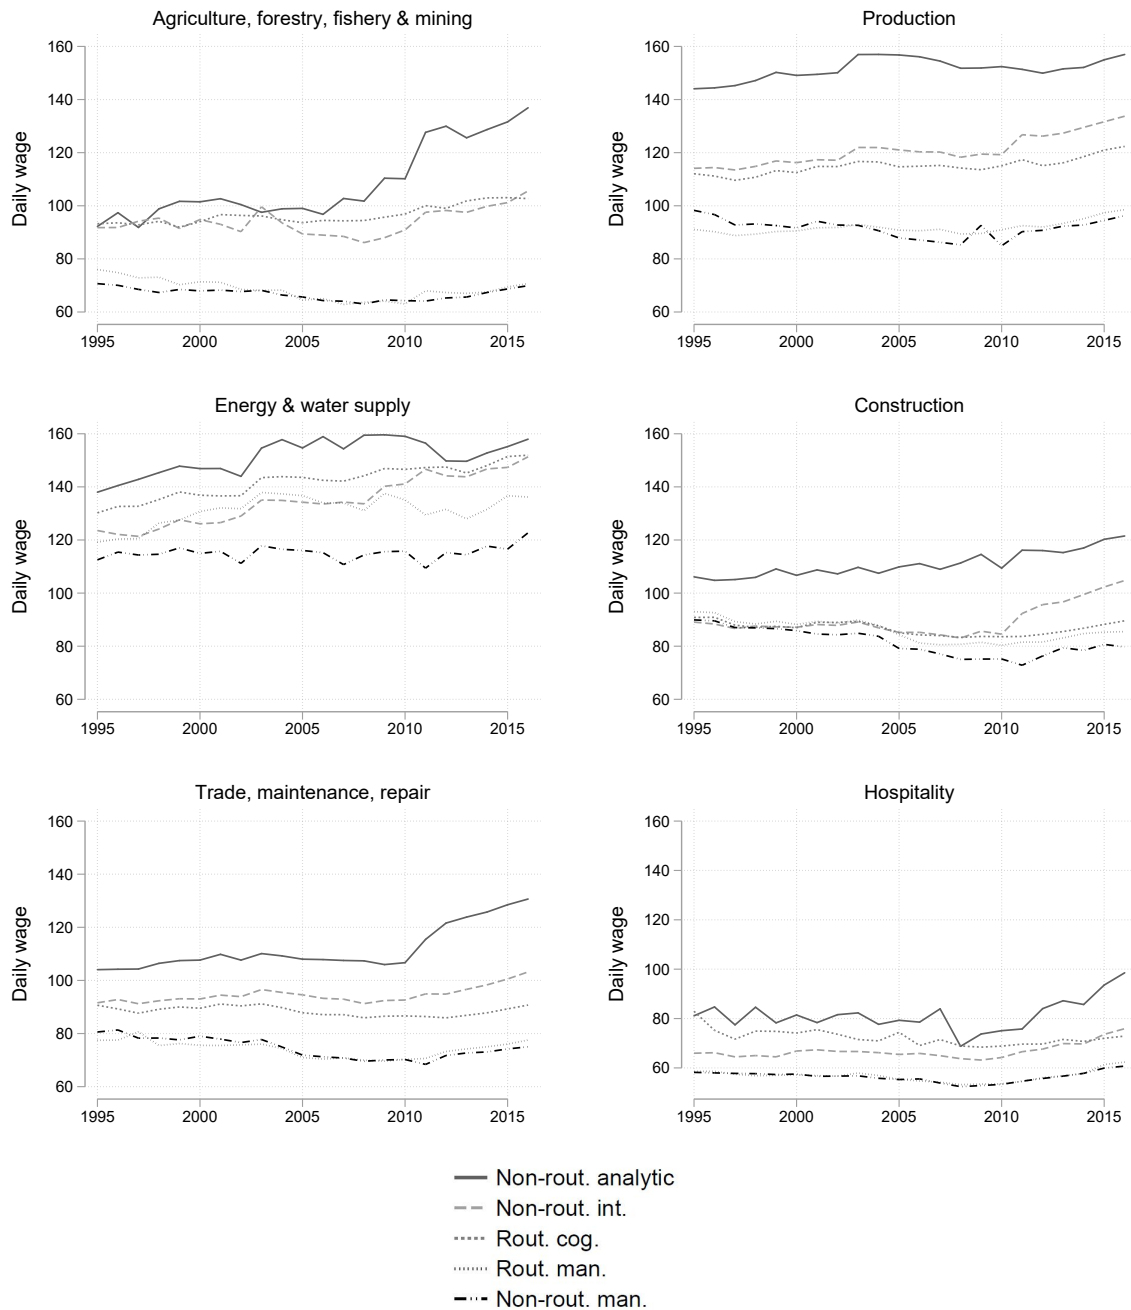 Agriculture, forestry, fishery & mining
Daily wage
160
140
120
100
80
60
1995 2000 2005 2010 2015
Production
Daily wage
160
140
120
100
80
60
1995 2000 2005 2010 2015
Energy & water supply
Daily wage
160
140
120
100
80
60
1995 2000 2005 2010 2015
Construction
Daily wage
160
140
120
100
80
60
1995 2000 2005 2010 2015
Trade, maintenance, repair
Daily wage
160
140
120
100
80
60
1995 2000 2005 2010 2015
Hospitality
Daily wage
160
140
120
100
80
60
1995 2000 2005 2010 2015
Non-rout. analytic
Non-rout. int.
Rout. cog.
Rout. man.
Non-rout. man.